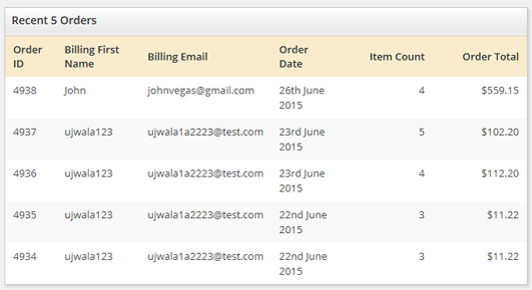 Recent 5 Orders
Order ID Billing First Name Billing Email Order Date Item Count Order Total
4938 John johnvegas@gmail.com 26th June 2015 4 $559.15
4937 ujwala123 ujwala1a2223@test.com 23rd June 2015 5 $102.20
4936 ujwala123 ujwala1a2223@test.com 23rd June 2015 4 $112.20
4935 ujwala123 ujwala1a2223@test.com 22nd June 2015 3 $11.22
4934 ujwala123 ujwala1a2223@test.com 22nd June 2015 3 $11.22